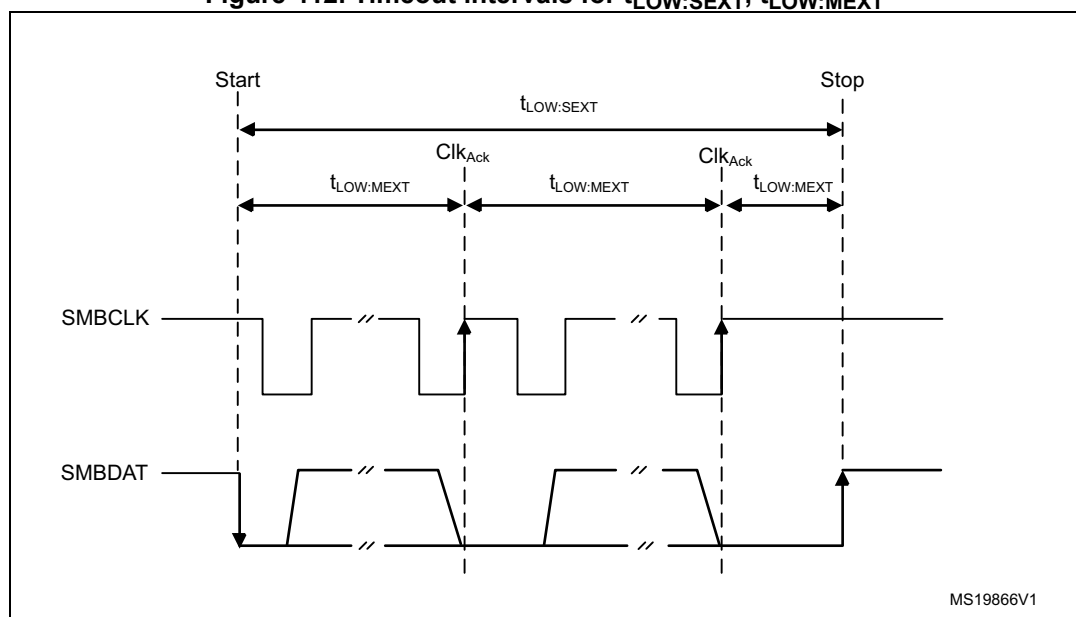 Figure 412. Timeout intervals for tLOW:SEXT, tLOW:MEXT
Start
Stop
tLOW:SEXT
ClkAck
ClkAck
tLOW:MEXT
tLOW:MEXT
tLOW:MEXT
SMBCLK
SMBDAT
MS19866V1